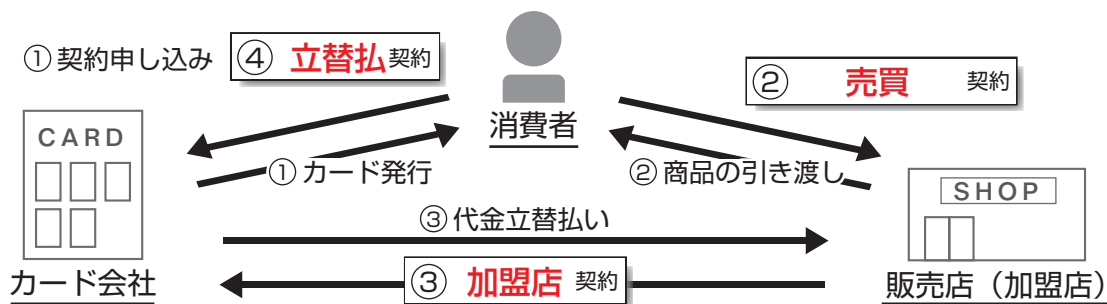 ① 契約申し込み
④ 立替払 契約
② 売買 契約
消費者
CARD
① カード発行
② 商品の引き渡し
SHOP
③ 代金立替払い
カード会社
③ 加盟店 契約
販売店（加盟店）